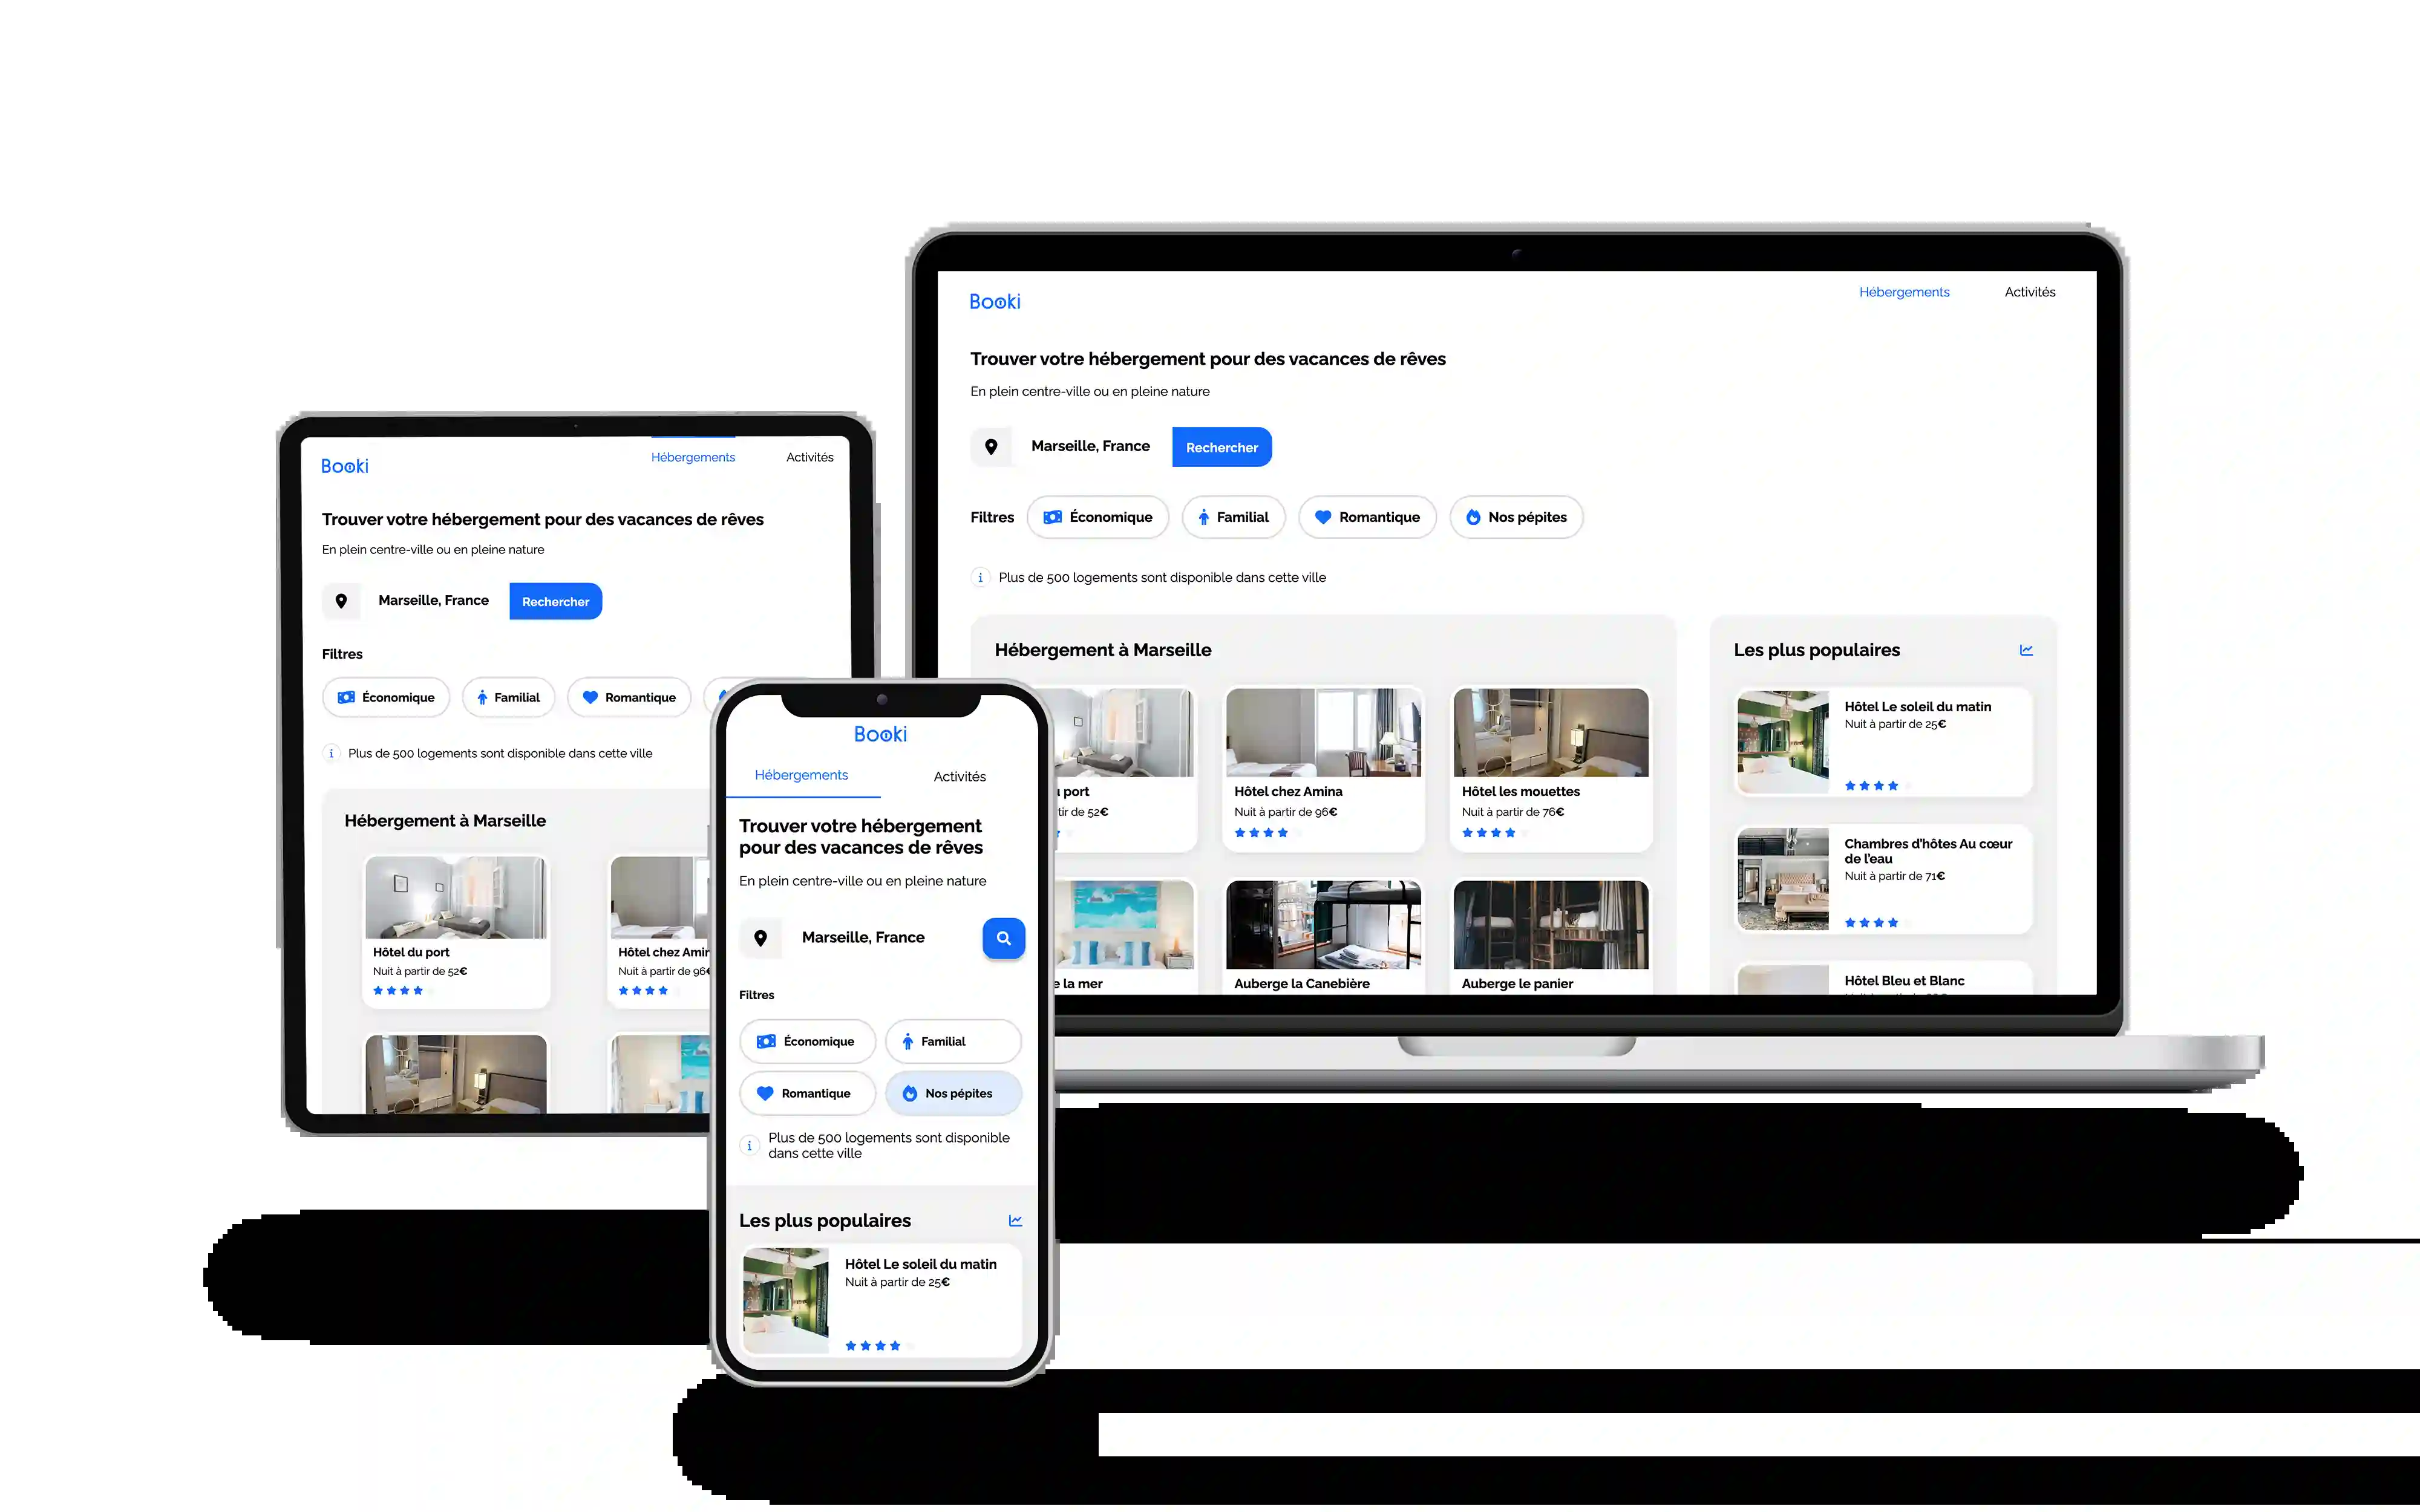 Booki
Hébergements
Activités
Trouver votre hébergement pour des vacances de rêves
En plein centre-ville ou en pleine nature
Marseille, France
Rechercher
Filtres
Économique
Familial
Romantique
Nos pépites
Plus de 500 logements sont disponible dans cette ville
Hébergement à Marseille
port
de 52€
Hôtel chez Amina
Nuit à partir de 96€
Hôtel les mouettes
Nuit à partir de 76€
la mer
Auberge la Canebière
Auberge le panier
Les plus populaires
Hôtel Le soleil du matin
Nuit à partir de 25€
Chambres d'hôtes Au cœur
de l'eau
Nuit à partir de 71€
Hôtel Bleu et Blanc
Booki
Hébergements
Activités
Trouver votre hébergement pour des vacances de rêves
En plein centre-ville ou en pleine nature
Marseille, France
Rechercher
Filtres
Économique
Familial
Romantique
Plus de 500 logements sont disponible dans cette ville
Hébergement à Marseille
Hôtel du port
Nuit à partir de 52€
Hôtel chez Amin
Nuit à partir de 96€
Booki
Hébergements
Activités
Trouver votre hébergement
pour des vacances de rêves
En plein centre-ville ou en pleine nature
Marseille, France
Filtres
Économique
Familial
Romantique
Nos pépites
Plus de 500 logements sont disponible
dans cette ville
Les plus populaires
Hôtel Le soleil du matin
Nuit à partir de 25€